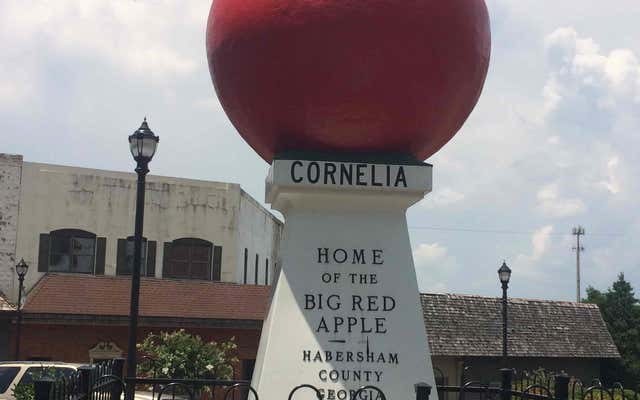 CORNELIA
HOME
OF THE
BIG RED
APPLE
HABERSHAM
COUNTY
GEORGIA